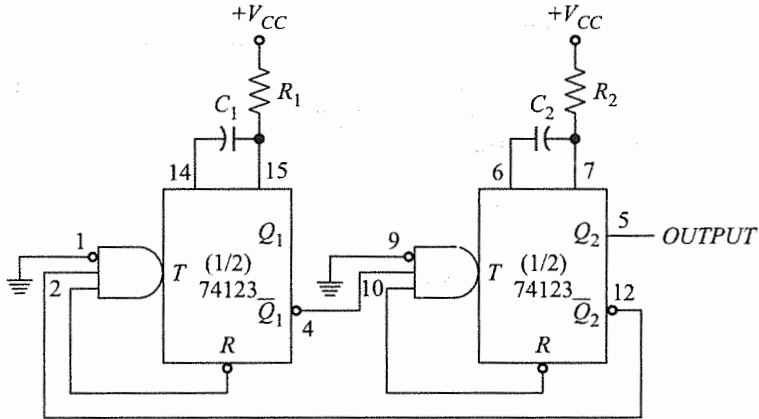 +V_CC +V_CC
R_1 R_2
C_1 C_2
14 15 6 7
1 Q_1 9 Q_2 5 OUTPUT
T (1/2) T (1/2)
2 74123 10 74123 12
Q̅_1 4 Q̅_2
R R